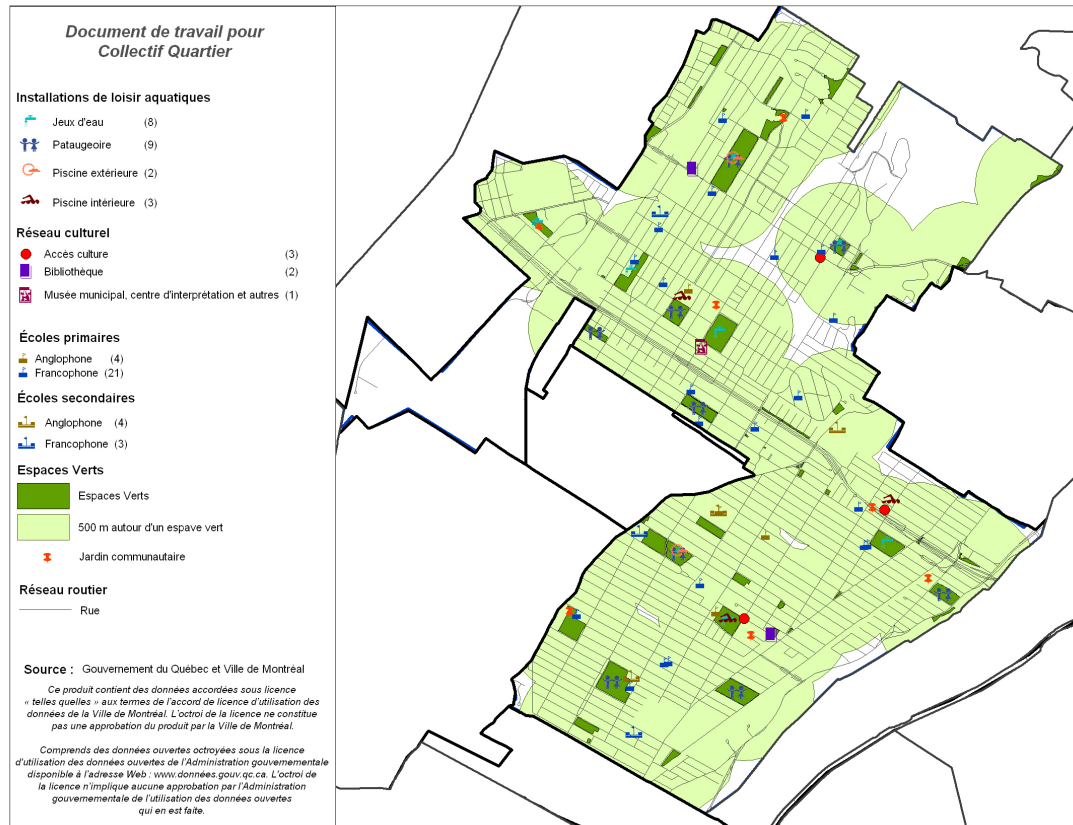 Document de travail pour
Collectif Quartier
Installations de loisir aquatiques
Jeux d'eau (8)
Pataugeoire (9)
Piscine extérieure (2)
Piscine intérieure (3)
Réseau culturel
Accès culture (3)
Bibliothèque (2)
Musée municipal, centre d'interprétation et autres (1)
Écoles primaires
Anglophone (4)
Francophone (21)
Écoles secondaires
Anglophone (4)
Francophone (3)
Espaces Verts
Espaces Verts
500 m autour d'un espave vert
Jardin communautaire
Réseau routier
Rue
Source : Gouvernement du Québec et Ville de Montréal
Ce produit contient des données accordées sous licence
« telles quelles » aux termes de l'accord de licence d'utilisation des
données de la Ville de Montréal. L'octroi de la licence ne constitue
pas une approbation du produit par la Ville de Montréal.
Comprends des données ouvertes octroyées sous la licence
d'utilisation des données ouvertes de l'Administration gouvernementale
disponible à l'adresse Web : www.données.gouv.qc.ca. L'octroi de
la licence n'implique aucune approbation par l'Administration
gouvernementale de l'utilisation des données ouvertes
qui en est faite.